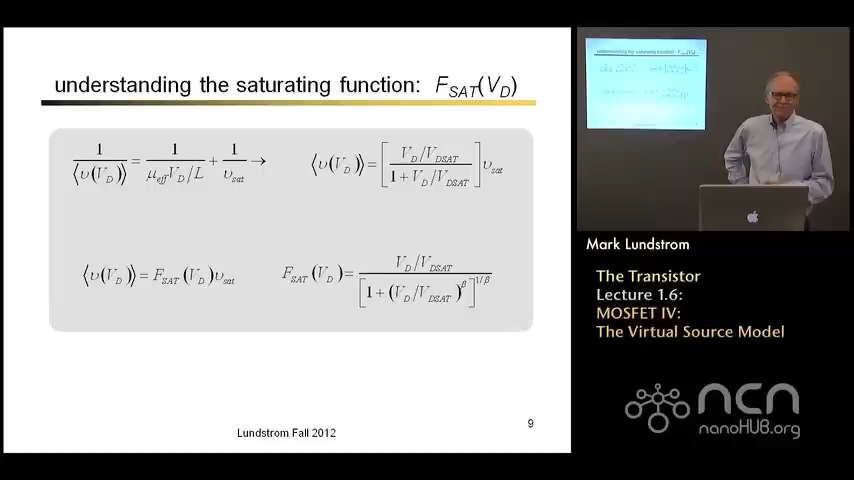 understanding the saturating function: F_SAT(V_D)
1/⟨υ(V_D)⟩ = 1/(μ_eff V_D/L) + 1/υ_sat → ⟨υ(V_D)⟩ = [(V_D/V_DSAT)/(1 + V_D/V_DSAT)] υ_sat
⟨υ(V_D)⟩ = F_SAT(V_D)υ_sat F_SAT(V_D) = (V_D/V_DSAT)/[1 + (V_D/V_DSAT)^β]^1/β
Lundstrom Fall 2012
9
Mark Lundstrom
The Transistor
Lecture 1.6:
MOSFET IV:
The Virtual Source Model
ncn
nanoHUB.org